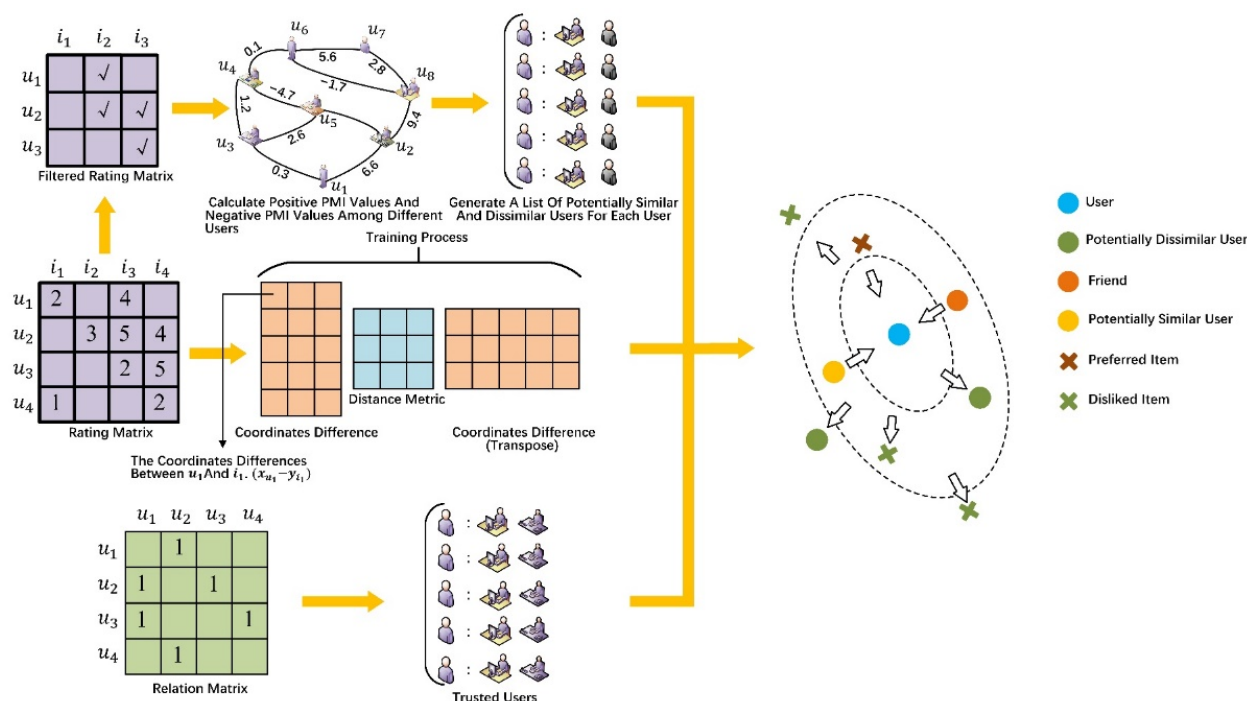 i₁ i₂ i₃
u₁ √
u₂ √ √
u₃ √
Filtered Rating Matrix
u₆ u₇
0.1 5.6 2.8
u₄ u₈
−4.7 −1.7
1.2 u₅ 9.4
u₃ 2.6 u₂
0.3 u₁ 6.6
Calculate Positive PMI Values And
Negative PMI Values Among Different
Users
:
:
:
:
:
Generate A List Of Potentially Similar
And Dissimilar Users For Each User
Training Process
i₁ i₂ i₃ i₄
u₁ 2 4
u₂ 3 5 4
u₃ 2 5
u₄ 1 2
Rating Matrix
Coordinates Difference
Distance Metric
Coordinates Difference
(Transpose)
The Coordinates Differences
Between u₁And i₁. (x_{u₁}−y_{i₁})
u₁ u₂ u₃ u₄
u₁ 1
u₂ 1 1
u₃ 1 1
u₄ 1
Relation Matrix
:
:
:
:
:
Trusted Users
User
Potentially Dissimilar User
Friend
Potentially Similar User
Preferred Item
Disliked Item